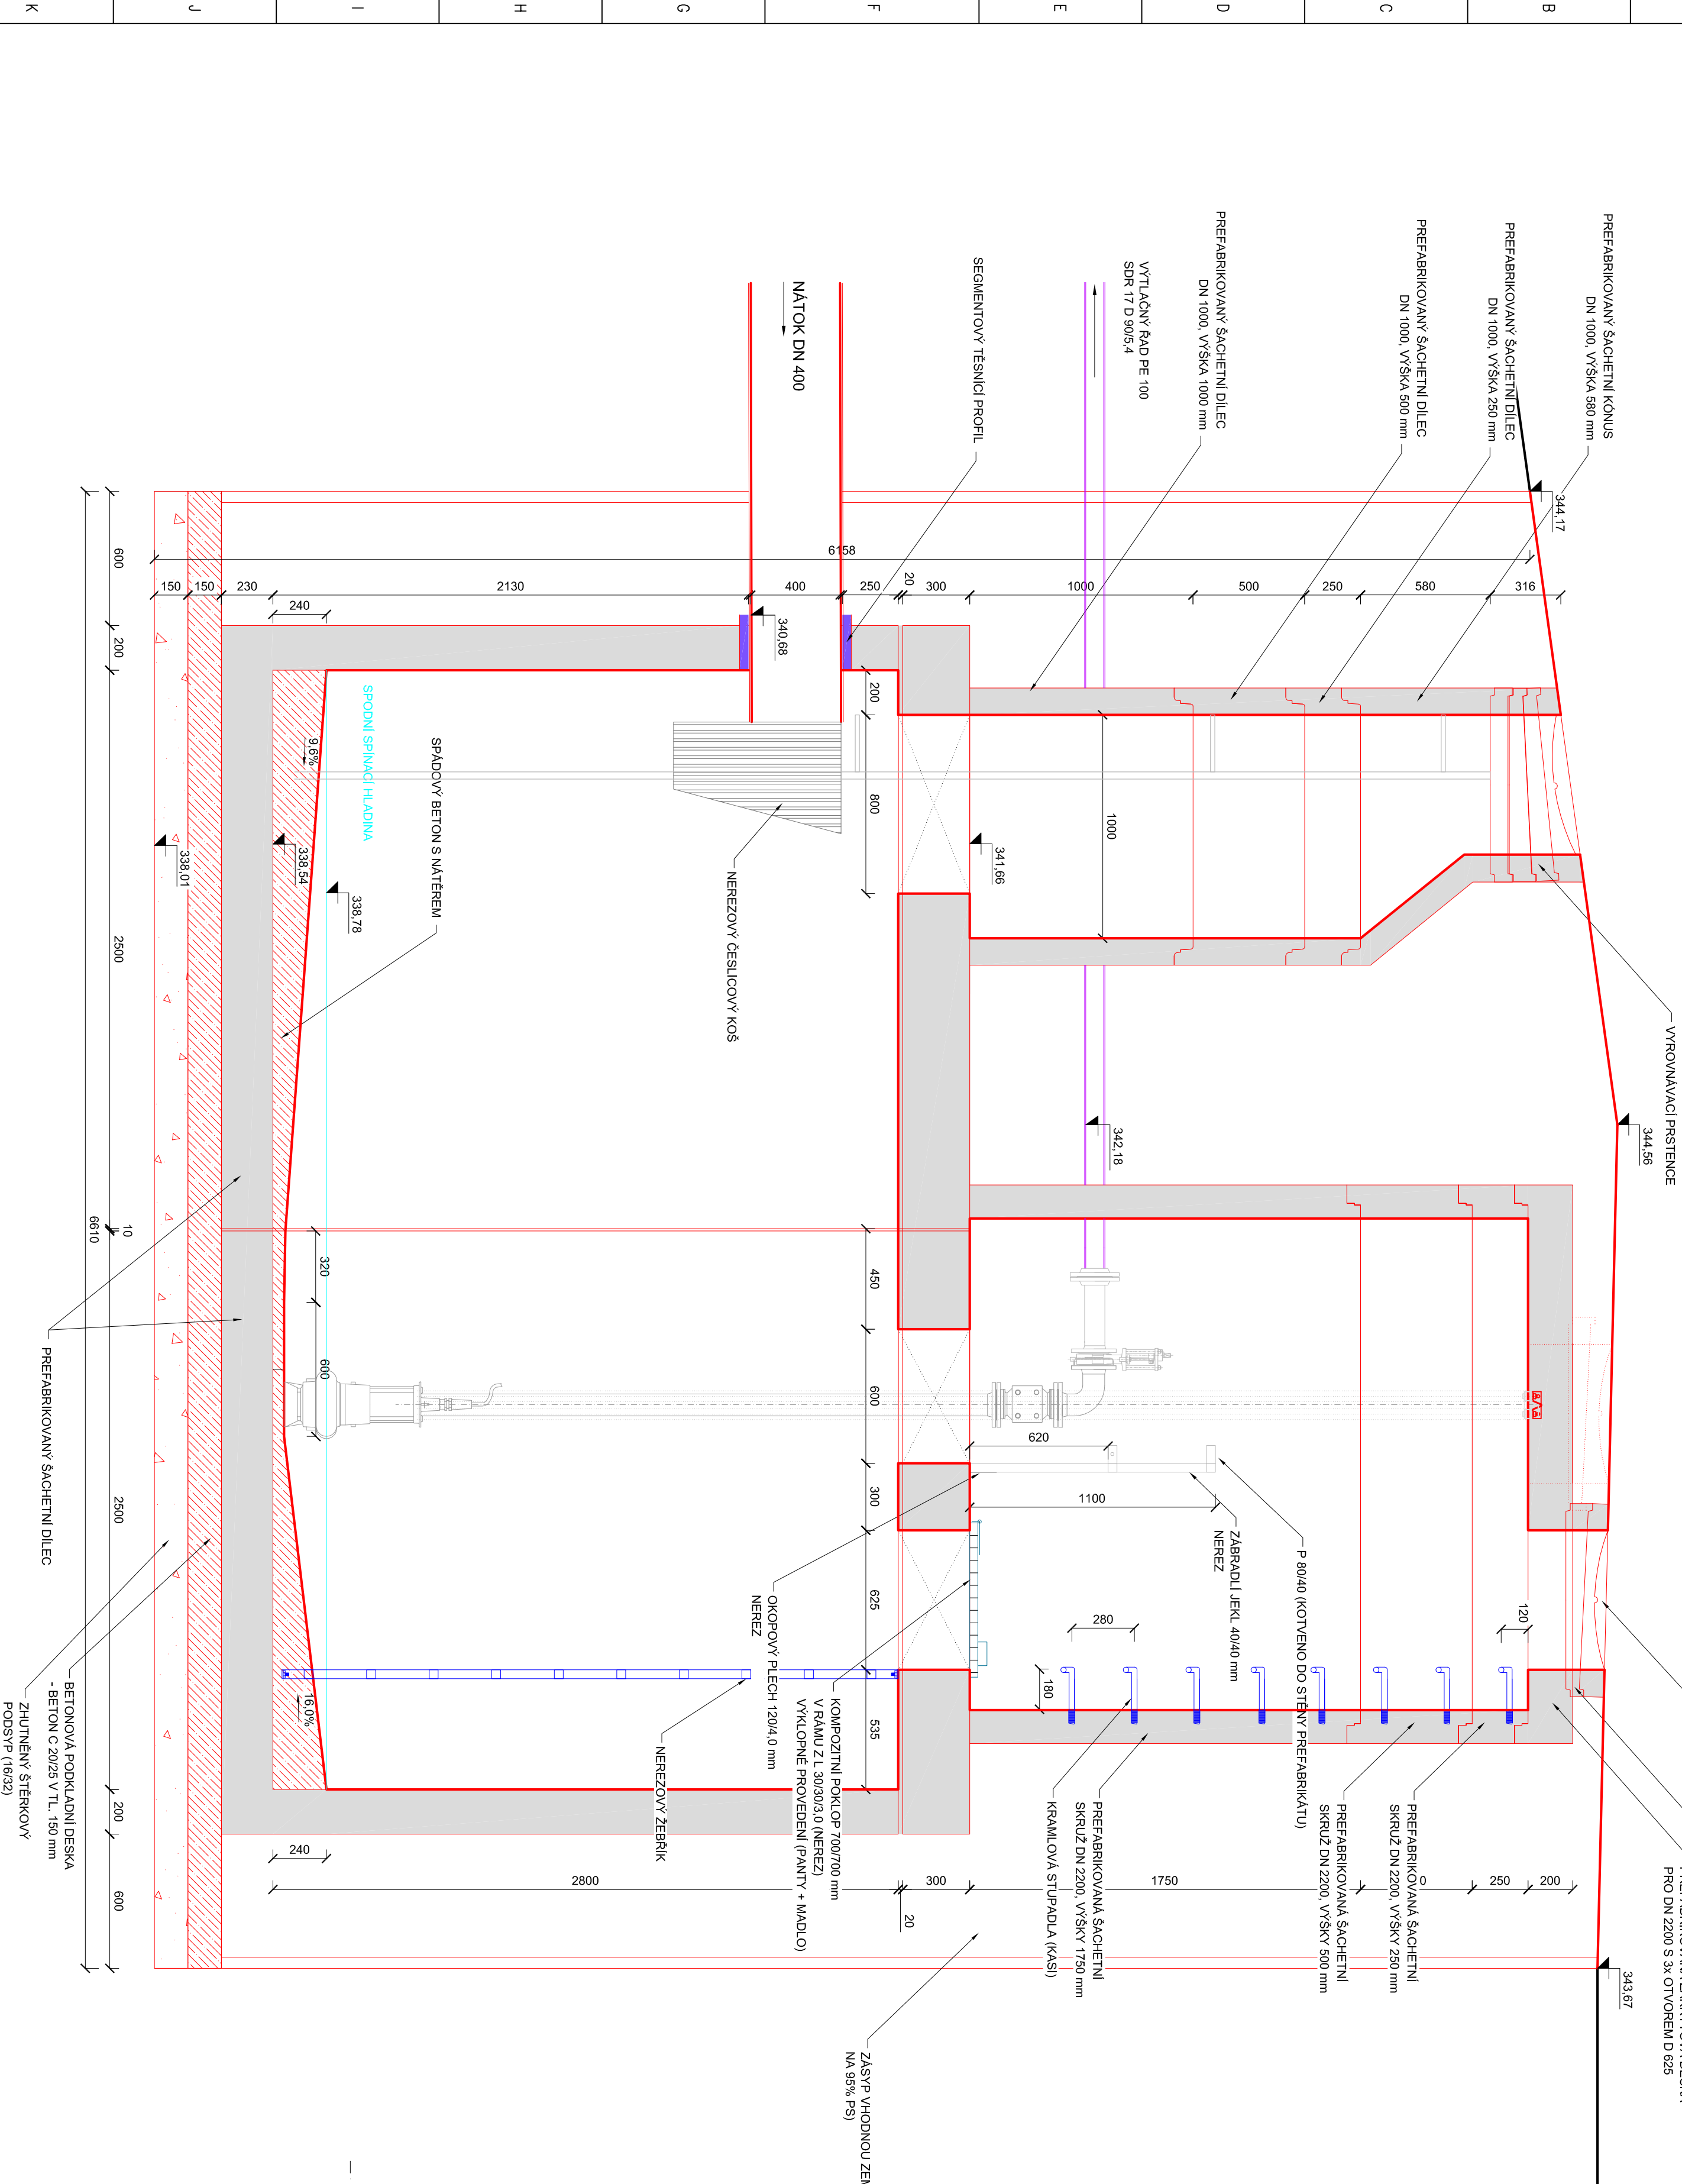 K
J
I
H
G
F
E
D
C
B
PREFABRIKOVANÝ ŠACHETNÍ KÓNUS
DN 1000, VÝŠKA 580 mm
PREFABRIKOVANÝ ŠACHETNÍ DÍLEC
DN 1000, VÝŠKA 250 mm
PREFABRIKOVANÝ ŠACHETNÍ DÍLEC
DN 1000, VÝŠKA 500 mm
PREFABRIKOVANÝ ŠACHETNÍ DÍLEC
DN 1000, VÝŠKA 1000 mm
VÝTLAČNÝ ŘAD PE 100
SDR 17 D 90/5,4
SEGMENTOVÝ TĚSNÍCÍ PROFIL
NÁTOK DN 400
344,17
6158
150
150
230
2130
400
250
20
300
1000
500
250
580
316
240
340,68
200
800
1000
341,66
SPODNÍ SPÍNACÍ HLADINA
9,6%
SPÁDOVÝ BETON S NÁTĚREM
NEREZOVÝ ČESLICOVÝ KOŠ
338,54
338,01
338,78
VYROVNÁVACÍ PRSTENCE
344,56
342,18
600
200
2500
10
2500
200
600
6610
320
600
450
600
300
625
535
620
1100
280
180
120
P 80/40 (KOTVENO DO STĚNY PREFABRIKÁTU)
ZÁBRADLÍ JEKL 40/40 mm
NEREZ
OKOPOVÝ PLECH 120/4,0 mm
NEREZ
KOMPOZITNÍ POKLOP 700/700 mm
V RÁMU Z L 30/30/3,0 (NEREZ)
VÝKLOPNÉ PROVEDENÍ (PANTY + MADLO)
NEREZOVÝ ŽEBŘÍK
16,0%
PREFABRIKOVANÝ ŠACHETNÍ DÍLEC
BETONOVÁ PODKLADNÍ DESKA
- BETON C 20/25 V TL. 150 mm
ZHUTNĚNÝ ŠTĚRKOVÝ
PODSYP (16/32)
KRAMLOVÁ STUPADLA (KASI)
PREFABRIKOVANÁ ŠACHETNÍ
SKRUŽ DN 2200, VÝŠKY 1750 mm
PREFABRIKOVANÁ ŠACHETNÍ
SKRUŽ DN 2200, VÝŠKY 500 mm
PREFABRIKOVANÁ ŠACHETNÍ
SKRUŽ DN 2200, VÝŠKY 250 mm
PRO DN 2200 S 3x OTVOREM D 625
240
2800
20
300
1750
0
250
200
343,67
ZÁSYP VHODNOU ZEM
NA 95% PS)